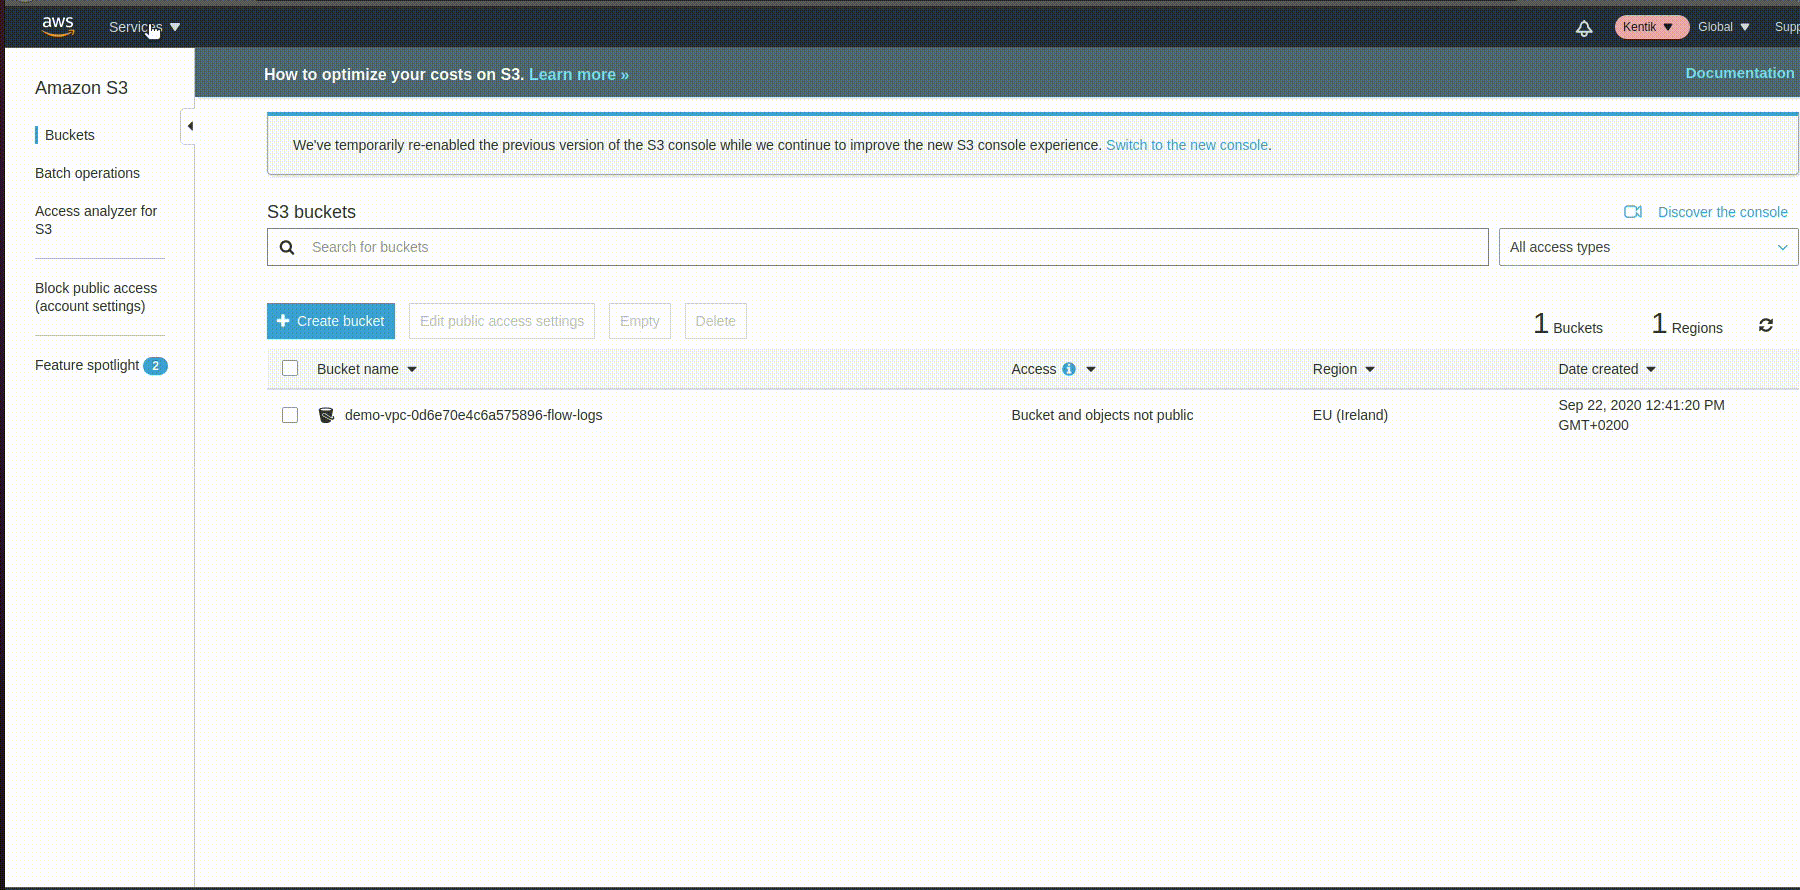 aws
Services
Kentik
Global
Supp
Amazon S3
Buckets
Batch operations
Access analyzer for
S3
Block public access
(account settings)
Feature spotlight 2
How to optimize your costs on S3. Learn more »
Documentation
We've temporarily re-enabled the previous version of the S3 console while we continue to improve the new S3 console experience. Switch to the new console.
S3 buckets
Discover the console
Search for buckets
All access types
Create bucket
Edit public access settings
Empty
Delete
1 Buckets
1 Regions
Bucket name
Access
Region
Date created
demo-vpc-0d6e70e4c6a575896-flow-logs
Bucket and objects not public
EU (Ireland)
Sep 22, 2020 12:41:20 PM
GMT+0200